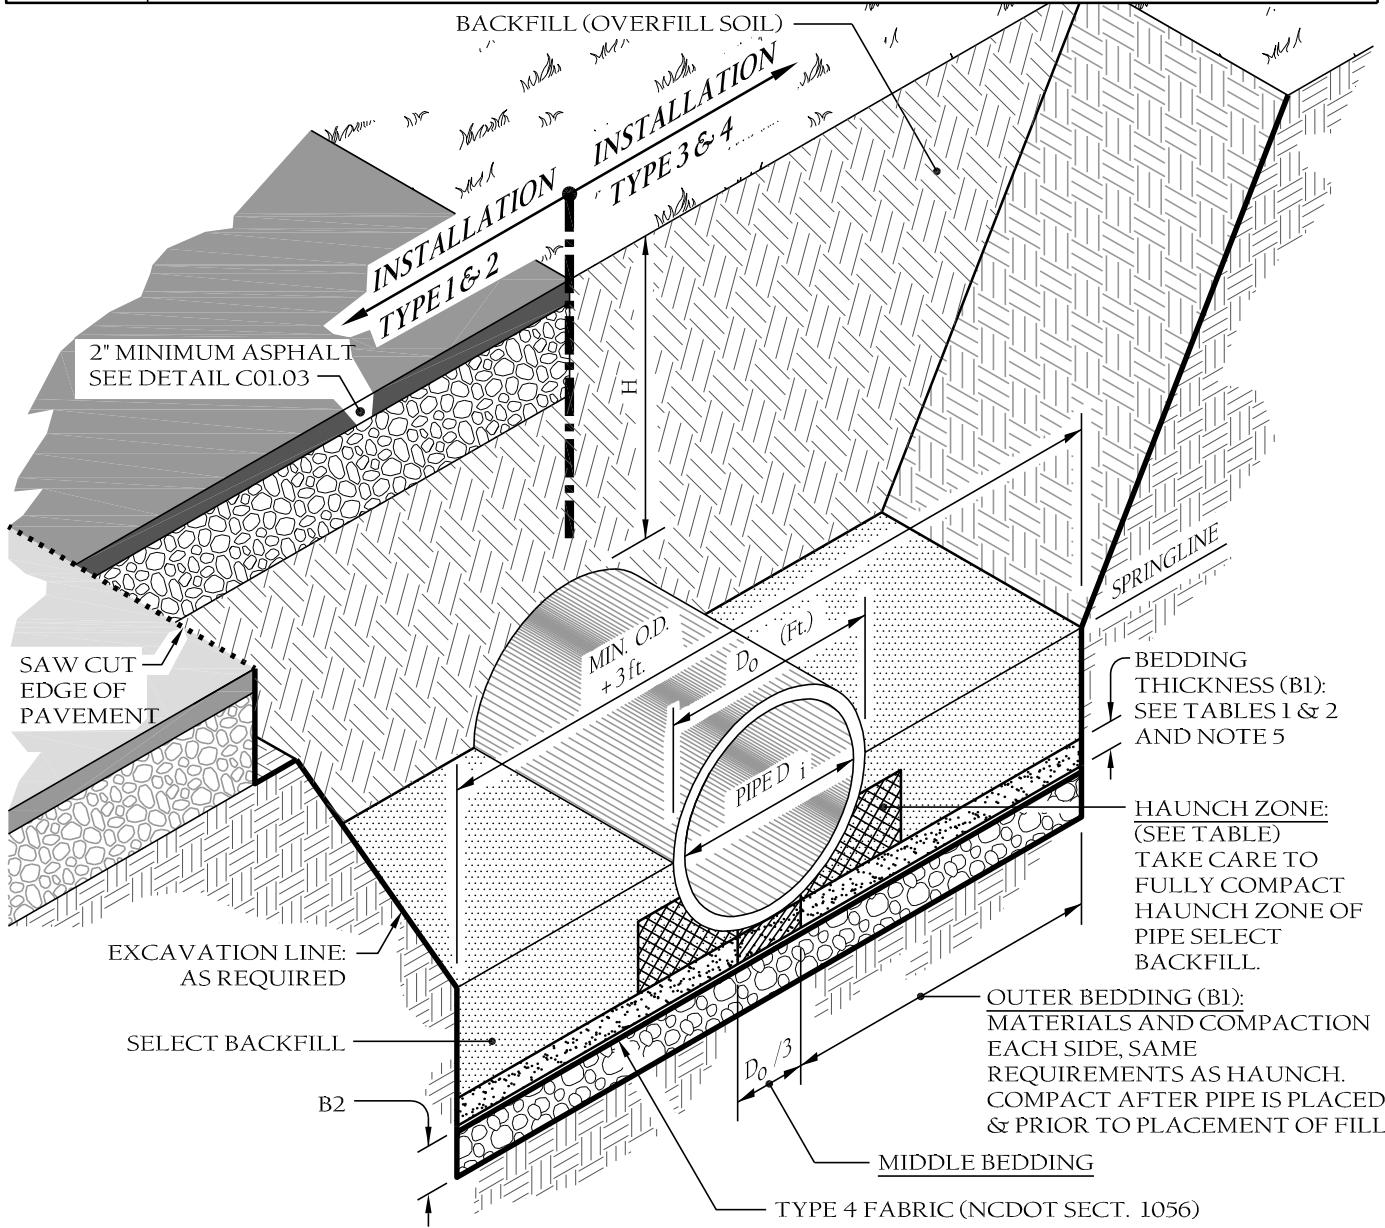 BACKFILL (OVERFILL SOIL)
INSTALLATION
TYPE 3 & 4
INSTALLATION
TYPE 1 & 2
2" MINIMUM ASPHALT
SEE DETAIL C01.03
H
SPRINGLINE
MIN. O.D.
+3 ft.
Do (Ft.)
PIPE D i
SAW CUT
EDGE OF
PAVEMENT
BEDDING
THICKNESS (B1):
SEE TABLES 1 & 2
AND NOTE 5
HAUNCH ZONE:
(SEE TABLE)
TAKE CARE TO
FULLY COMPACT
HAUNCH ZONE OF
PIPE SELECT
BACKFILL.
EXCAVATION LINE:
AS REQUIRED
OUTER BEDDING (B1):
MATERIALS AND COMPACTION
EACH SIDE, SAME
REQUIREMENTS AS HAUNCH.
COMPACT AFTER PIPE IS PLACED
& PRIOR TO PLACEMENT OF FILL
SELECT BACKFILL
Do /3
B2
MIDDLE BEDDING
TYPE 4 FABRIC (NCDOT SECT. 1056)